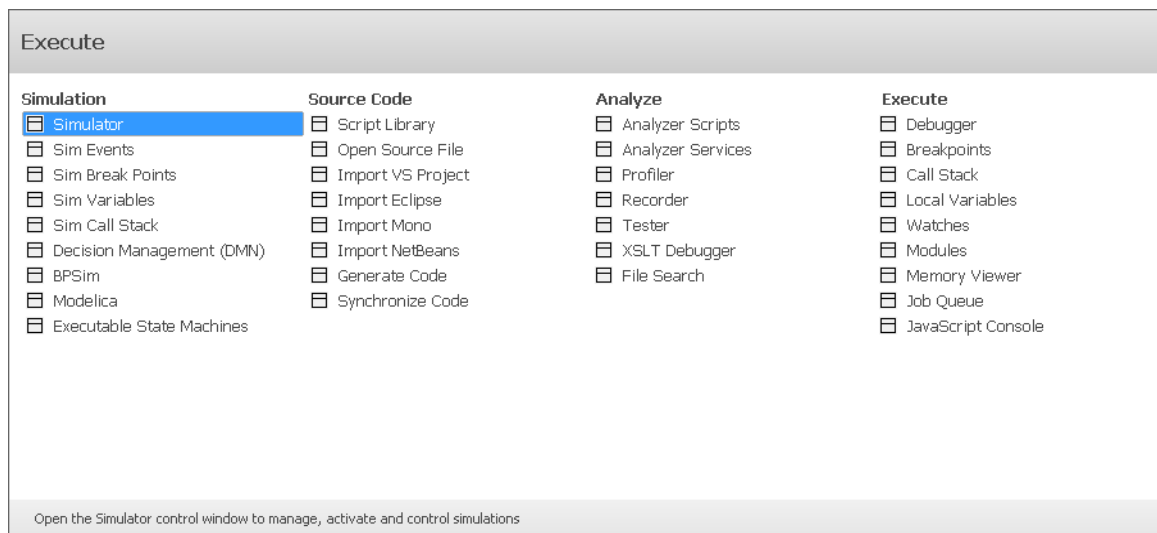 Execute
Simulation
Simulator
Sim Events
Sim Break Points
Sim Variables
Sim Call Stack
Decision Management (DMN)
BPSim
Modelica
Executable State Machines
Source Code
Script Library
Open Source File
Import VS Project
Import Eclipse
Import Mono
Import NetBeans
Generate Code
Synchronize Code
Analyze
Analyzer Scripts
Analyzer Services
Profiler
Recorder
Tester
XSLT Debugger
File Search
Execute
Debugger
Breakpoints
Call Stack
Local Variables
Watches
Modules
Memory Viewer
Job Queue
JavaScript Console
Open the Simulator control window to manage, activate and control simulations